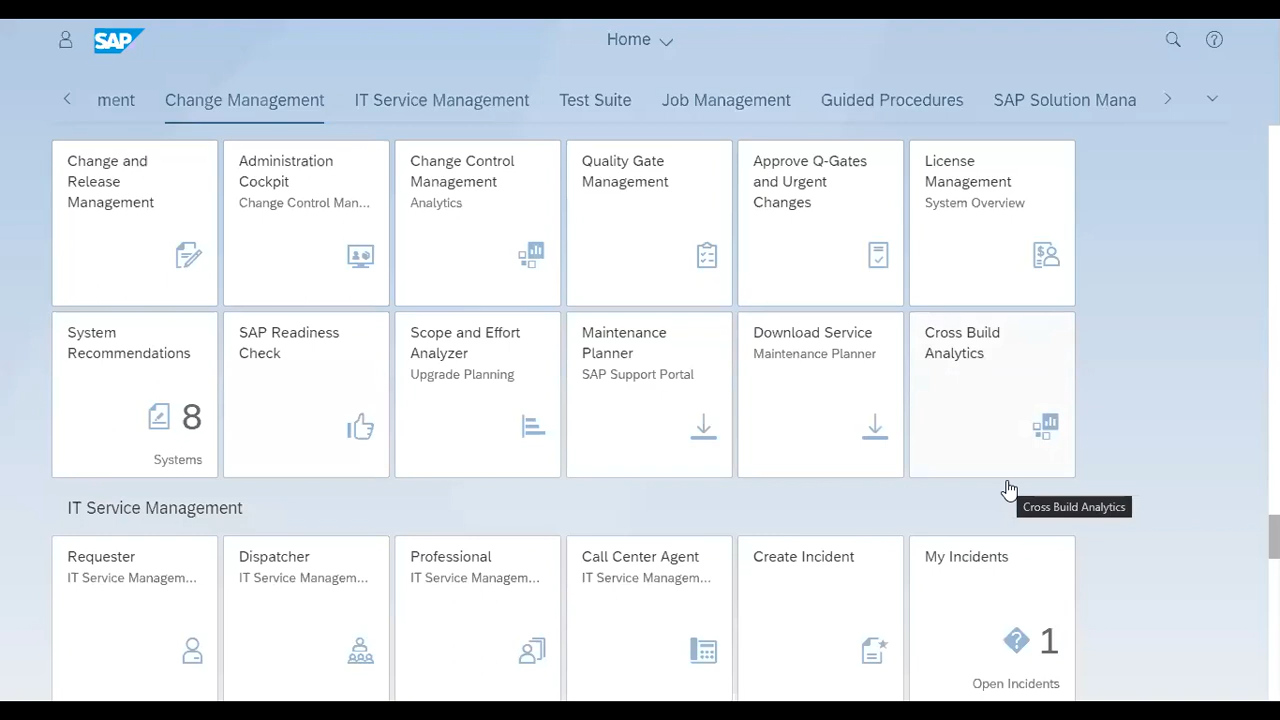 SAP
Home
ment
Change Management
IT Service Management
Test Suite
Job Management
Guided Procedures
SAP Solution Mana
Change and
Release
Management
Administration
Cockpit
Change Control Man...
Change Control
Management
Analytics
Quality Gate
Management
Approve Q-Gates
and Urgent
Changes
License
Management
System Overview
System
Recommendations
8
Systems
SAP Readiness
Check
Scope and Effort
Analyzer
Upgrade Planning
Maintenance
Planner
SAP Support Portal
Download Service
Maintenance Planner
Cross Build
Analytics
Cross Build Analytics
IT Service Management
Requester
IT Service Managem...
Dispatcher
IT Service Managem...
Professional
IT Service Managem...
Call Center Agent
IT Service Managem...
Create Incident
My Incidents
1
Open Incidents